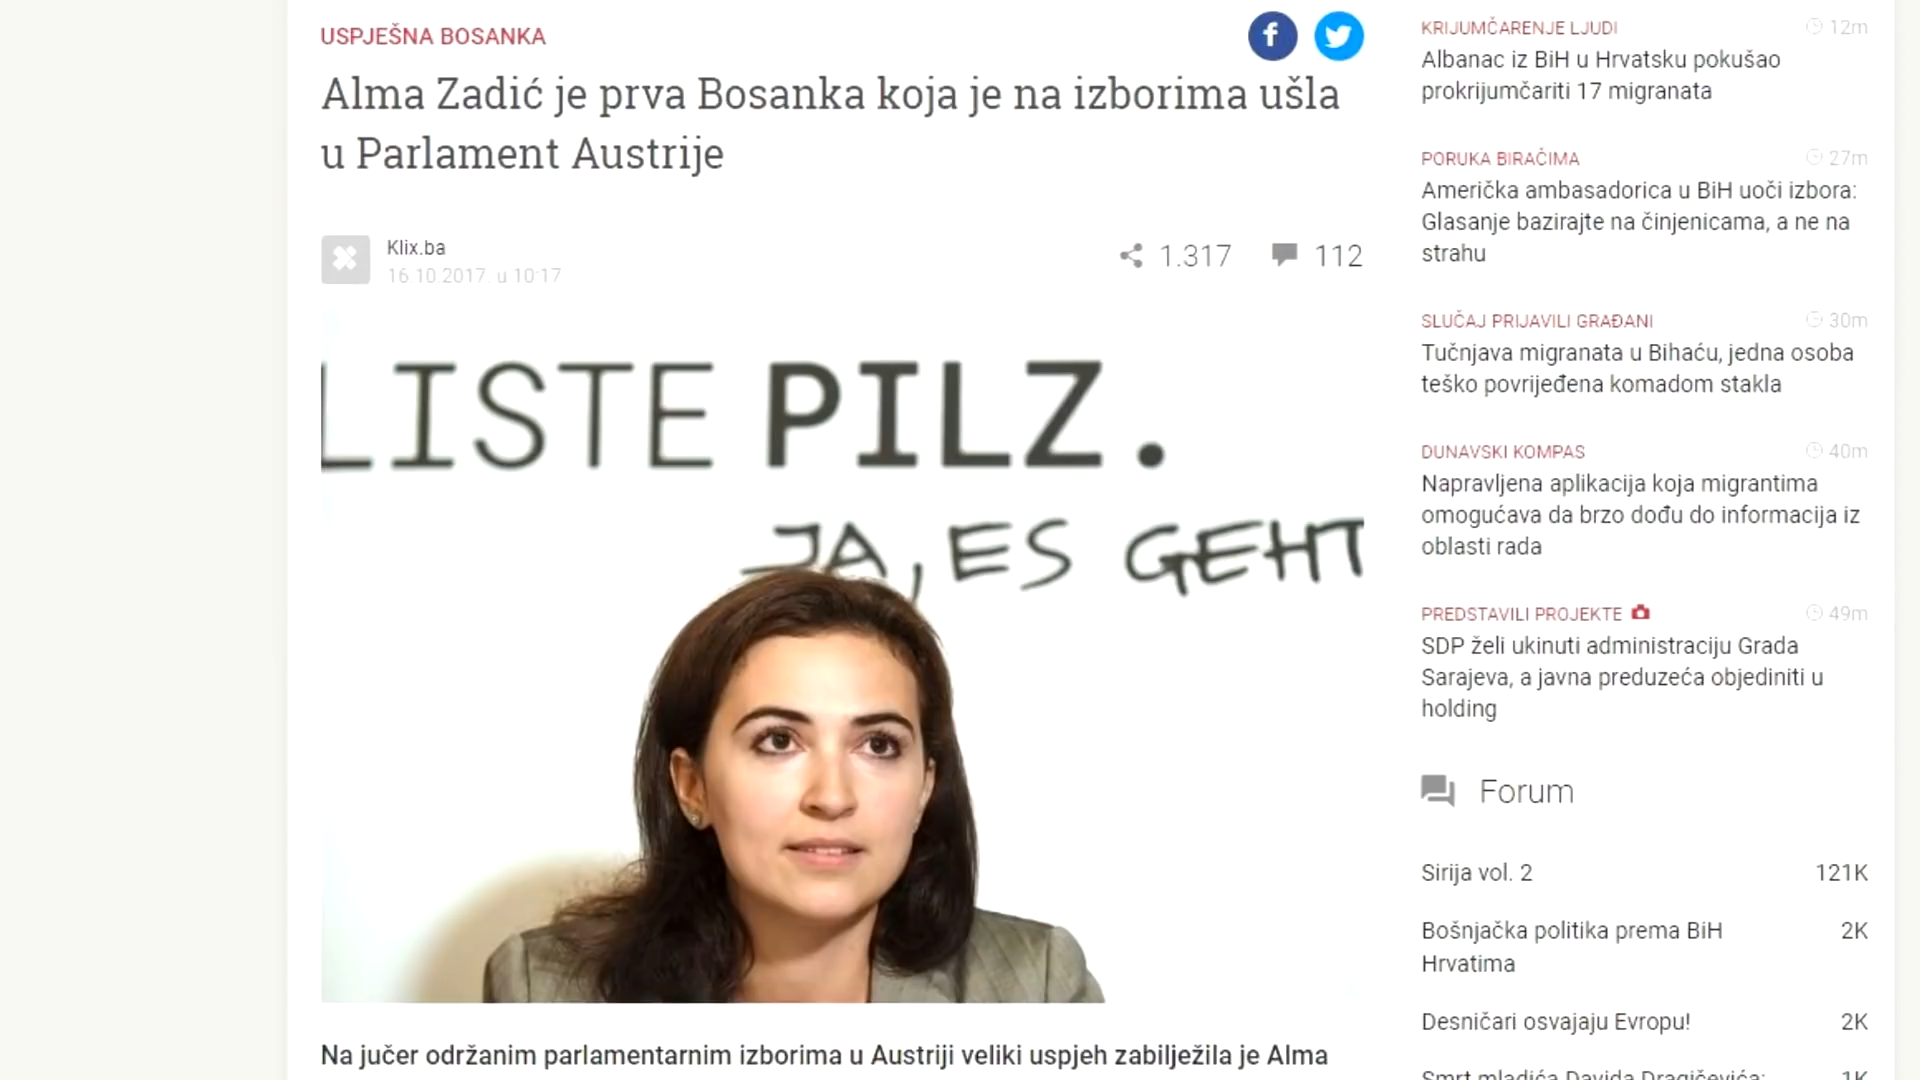 USPJEŠNA BOSANKA
Alma Zadić je prva Bosanka koja je na izborima ušla
u Parlament Austrije
Klix.ba
16.10.2017. u 10:17
1.317
112
LISTE PILZ.
JA, ES GEHT
Na jučer održanim parlamentarnim izborima u Austriji veliki uspjeh zabilježila je Alma
KRIJUMČARENJE LJUDI
12m
Albanac iz BiH u Hrvatsku pokušao
prokrijumčariti 17 migranata
PORUKA BIRAČIMA
27m
Američka ambasadorica u BiH uoči izbora:
Glasanje bazirajte na činjenicama, a ne na
strahu
SLUČAJ PRIJAVILI GRAĐANI
30m
Tučnjava migranata u Bihaću, jedna osoba
teško povrijeđena komadom stakla
DUNAVSKI KOMPAS
40m
Napravljena aplikacija koja migrantima
omogućava da brzo dođu do informacija iz
oblasti rada
PREDSTAVILI PROJEKTE
49m
SDP želi ukinuti administraciju Grada
Sarajeva, a javna preduzeća objediniti u
holding
Forum
Sirija vol. 2
121K
Bošnjačka politika prema BiH
Hrvatima
2K
Desničari osvajaju Evropu!
2K
Smrt mladića Davida Dragičevića:
1K